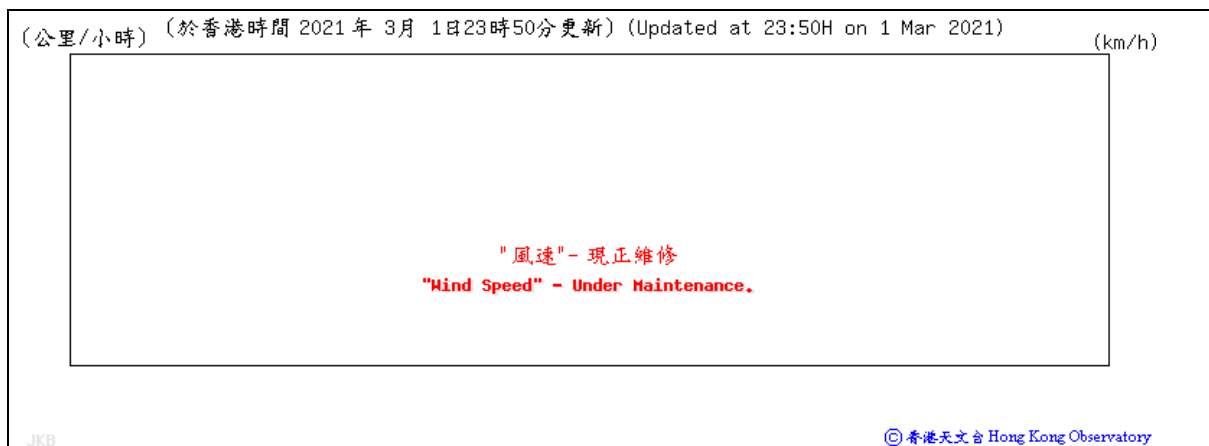 (公里/小時) (於香港時間 2021 年 3月 1日23時50分更新) (Updated at 23:50H on 1 Mar 2021) (km/h)
"風速"- 現正維修
"Wind Speed" - Under Maintenance.
JKB © 香港天文台 Hong Kong Observatory